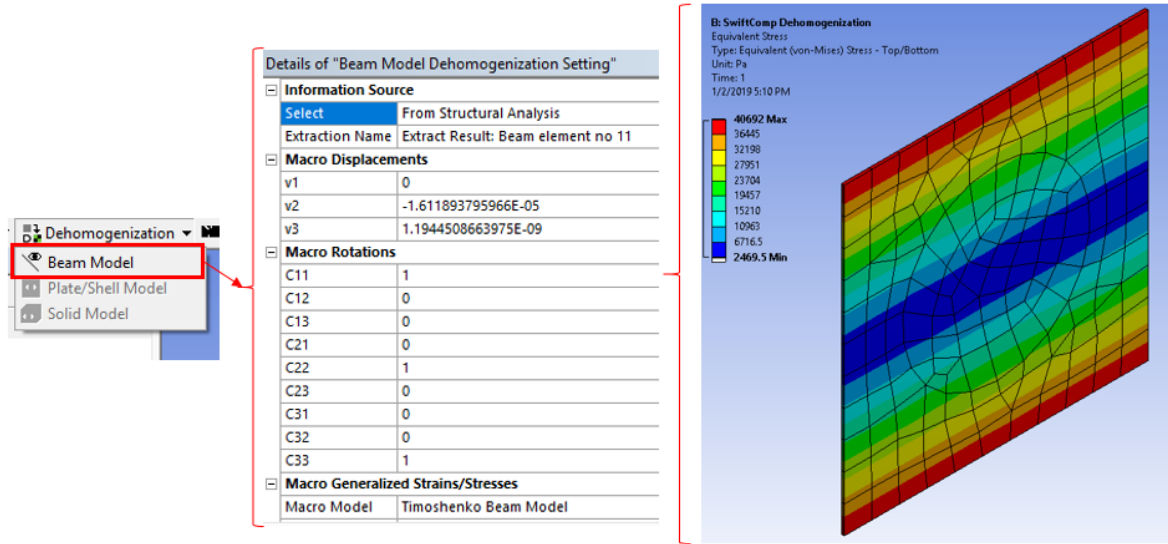 Dehomogenization
Beam Model
Plate/Shell Model
Solid Model
Details of "Beam Model Dehomogenization Setting"
Information Source
Select From Structural Analysis
Extraction Name Extract Result: Beam element no 11
Macro Displacements
v1 0
v2 -1.611893795966E-05
v3 1.1944508663975E-09
Macro Rotations
C11 1
C12 0
C13 0
C21 0
C22 1
C23 0
C31 0
C32 0
C33 1
Macro Generalized Strains/Stresses
Macro Model Timoshenko Beam Model
B: SwiftComp Dehomogenization
Equivalent Stress
Type: Equivalent (von-Mises) Stress - Top/Bottom
Unit: Pa
Time: 1
1/2/2019 5:10 PM
40692 Max
36445
32198
27951
23704
19457
15210
10963
6716.5
2469.5 Min